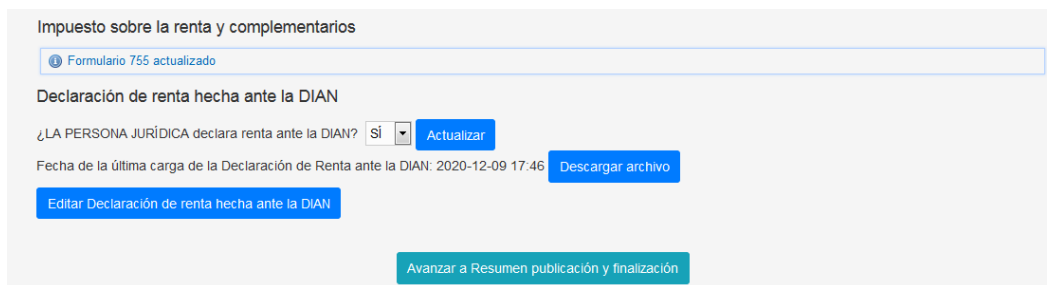 Impuesto sobre la renta y complementarios
Formulario 755 actualizado
Declaración de renta hecha ante la DIAN
¿LA PERSONA JURÍDICA declara renta ante la DIAN? SÍ Actualizar
Fecha de la última carga de la Declaración de Renta ante la DIAN: 2020-12-09 17:46 Descargar archivo
Editar Declaración de renta hecha ante la DIAN
Avanzar a Resumen publicación y finalización